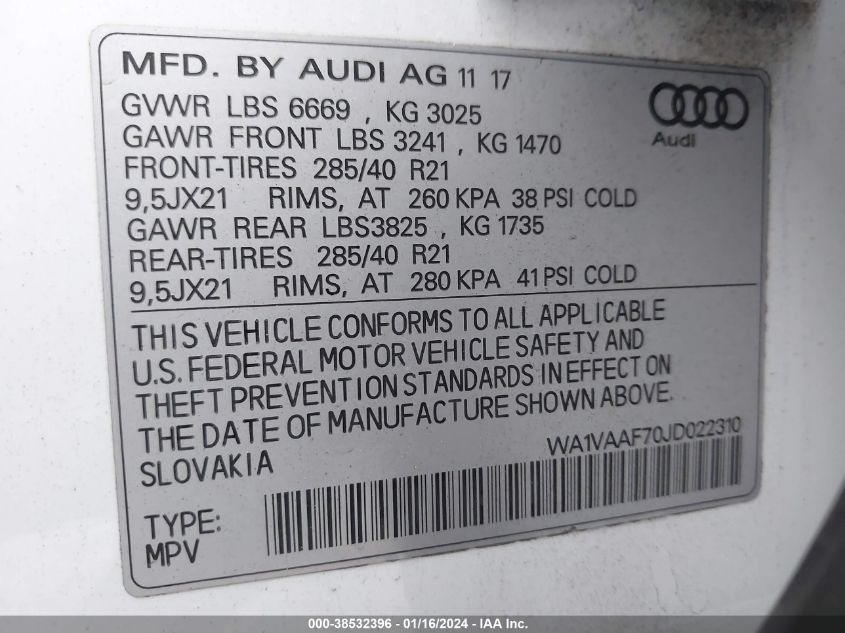 MFD. BY AUDI AG 11 17
GVWR LBS 6669 , KG 3025
GAWR FRONT LBS 3241 , KG 1470
FRONT-TIRES 285/40 R21
9,5JX21 RIMS, AT 260 KPA 38 PSI COLD
GAWR REAR LBS3825 , KG 1735
REAR-TIRES 285/40 R21
9,5JX21 RIMS, AT 280 KPA 41 PSI COLD
Audi
THIS VEHICLE CONFORMS TO ALL APPLICABLE
U.S. FEDERAL MOTOR VEHICLE SAFETY AND
THEFT PREVENTION STANDARDS IN EFFECT ON
THE DATE OF MANUFACTURE SHOWN ABOVE.
SLOVAKIA
WA1VAAF70JD022310
TYPE:
MPV
000-38532396 - 01/16/2024 - IAA Inc.